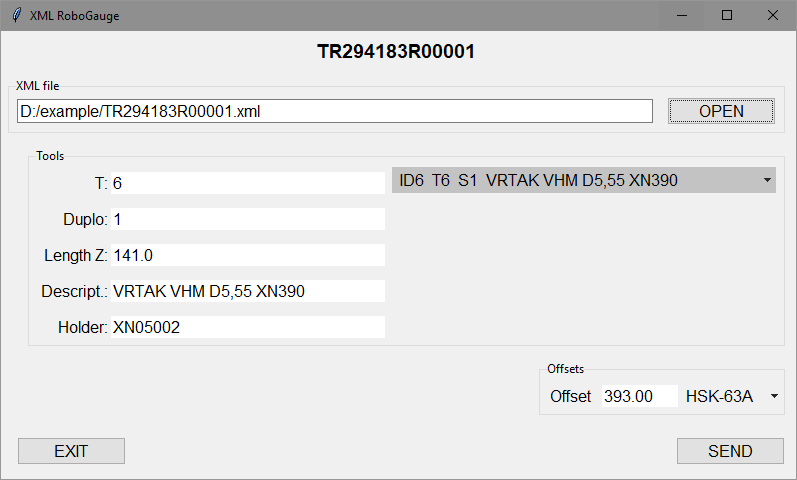 XML RoboGauge
TR294183R00001
XML file
D:/example/TR294183R00001.xml
OPEN
Tools
T: 6
ID6 T6 S1 VRTAK VHM D5,55 XN390
Duplo: 1
Length Z: 141.0
Descript.: VRTAK VHM D5,55 XN390
Holder: XN05002
Offsets
Offset 393.00 HSK-63A
EXIT
SEND